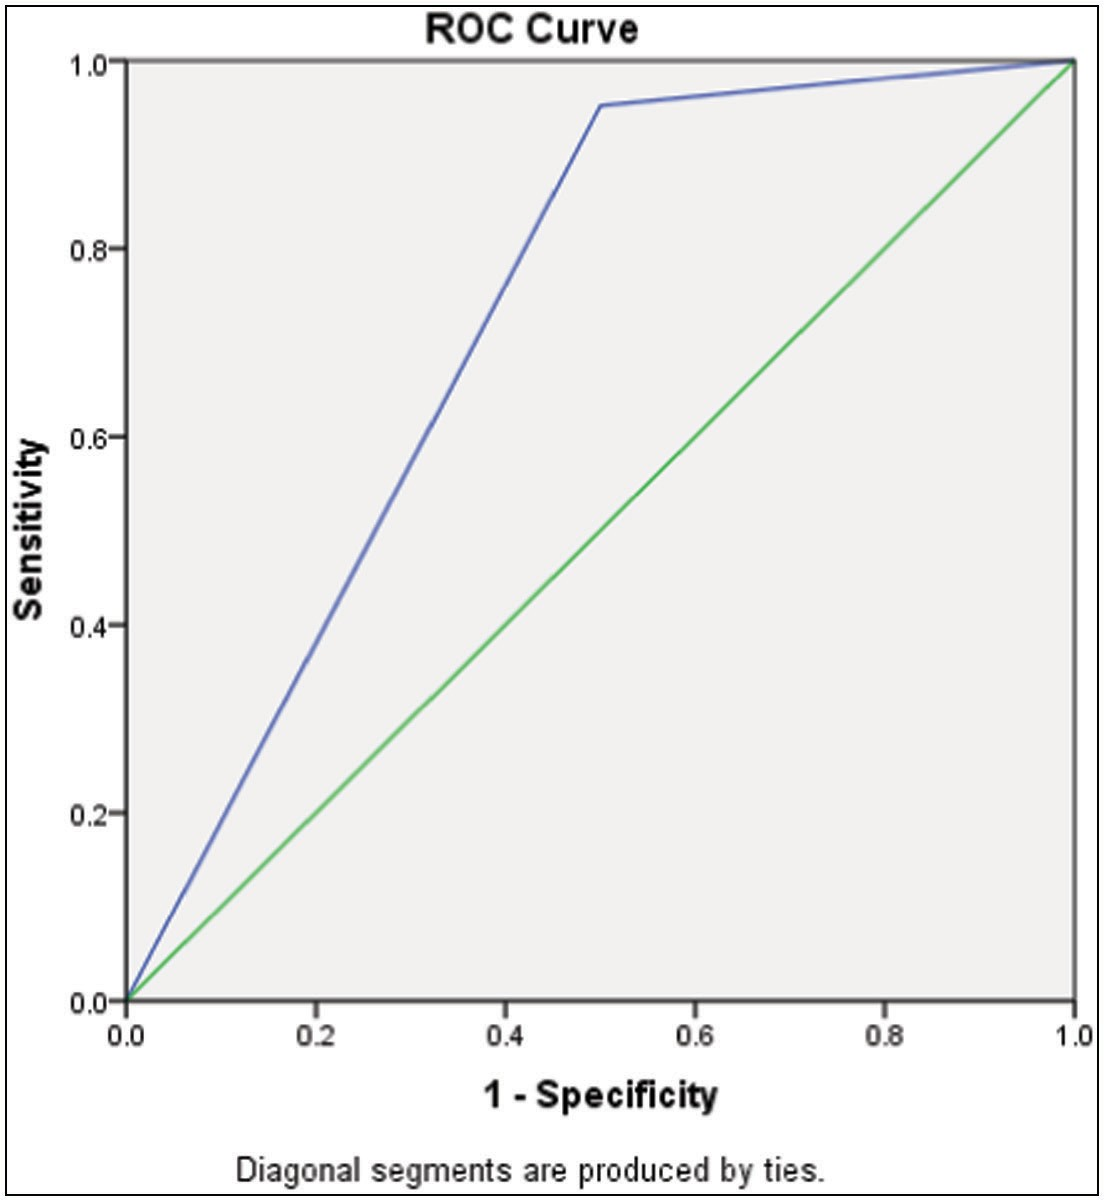 ROC Curve
1.0
0.8
0.6
0.4
0.2
0.0
Sensitivity
0.0 0.2 0.4 0.6 0.8 1.0
1 - Specificity
Diagonal segments are produced by ties.